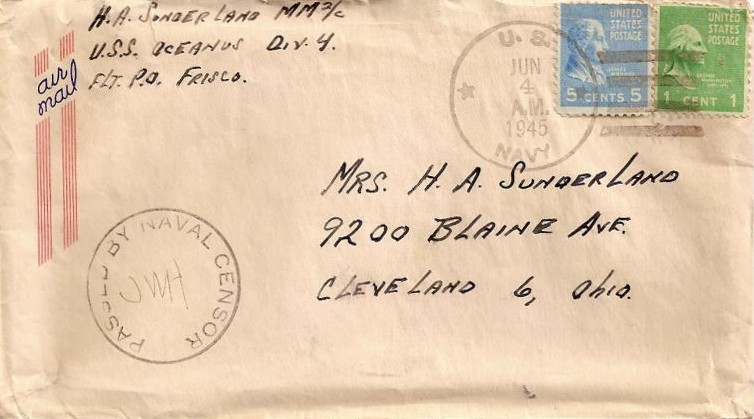 H. A. SUNDERLAND MM2/c
U.S.S. OCEANUS DIV. 4.
FLT. P.O. FRISCO.
air
mail
U. S.
JUN
4
A.M.
1945
NAVY
UNITED
STATES
POSTAGE
5 CENTS 5
UNITED
STATES
POSTAGE
1 CENT 1
MRS. H. A. SUNDERLAND
9200 BLAINE AVE.
CLEVELAND 6, Ohio.
PASSED BY NAVAL CENSOR
JWH